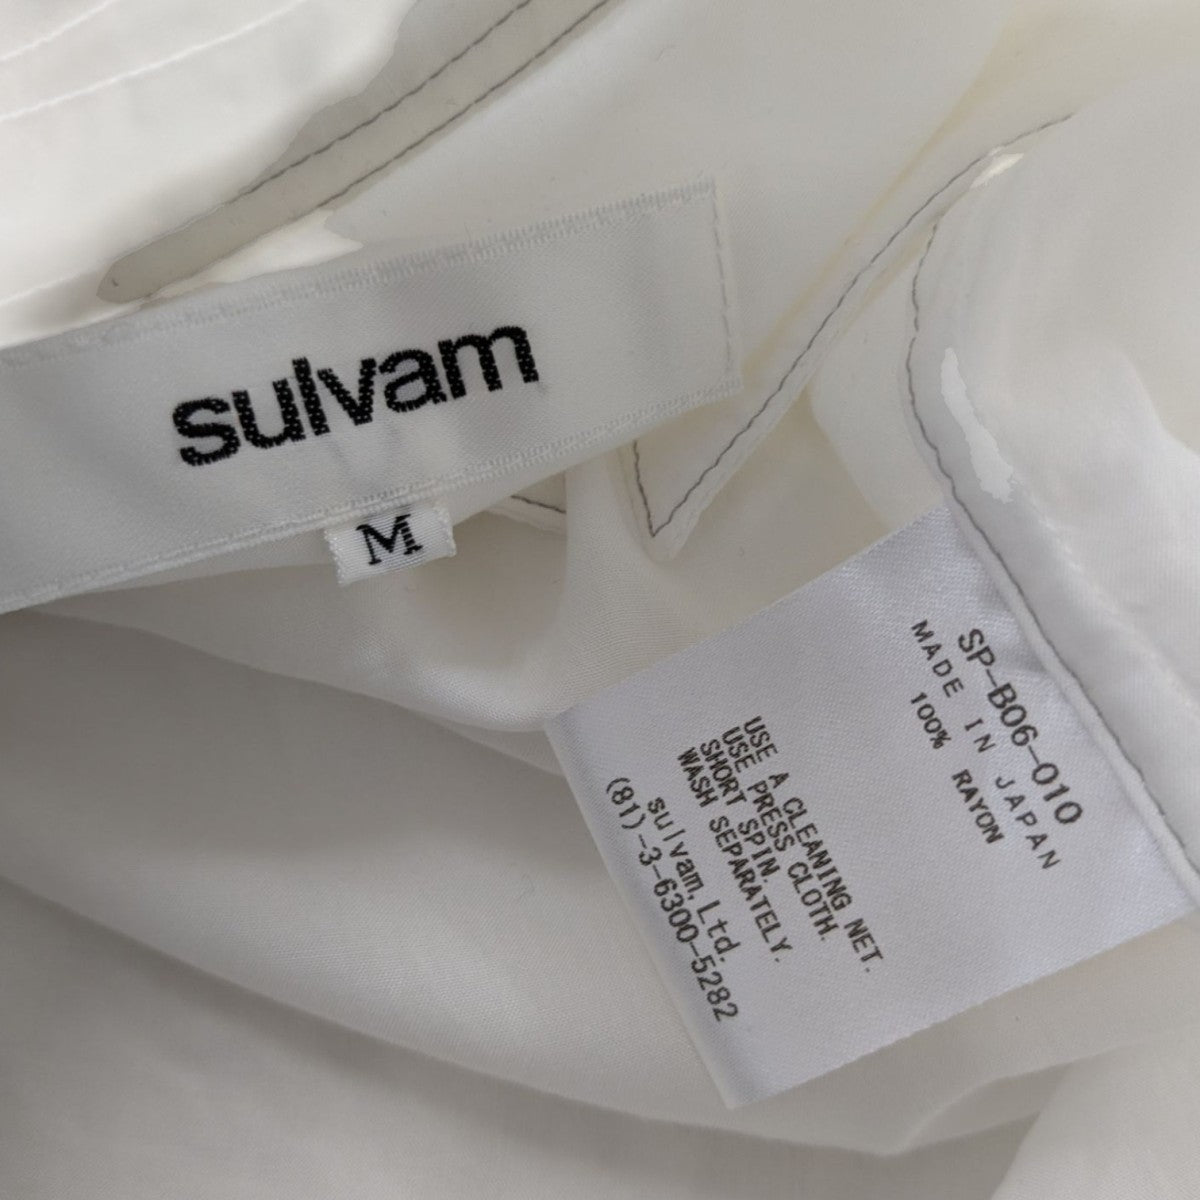 sulvam
M
SP-B06-010
MADE IN JAPAN
100% RAYON
USE A CLEANING NET.
USE PRESS CLOTH.
SHORT SPIN.
WASH SEPARATELY.
sulvam, Ltd.
(81)-3-6300-5282